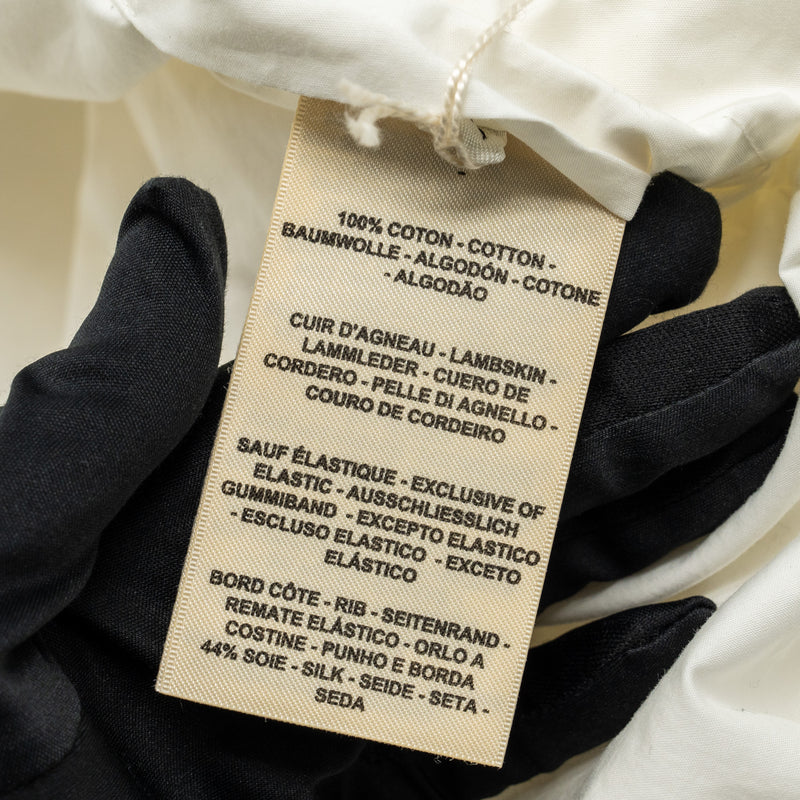 100% COTON - COTTON -
BAUMWOLLE - ALGODÓN - COTONE
- ALGODÃO
CUIR D'AGNEAU - LAMBSKIN -
LAMMLEDER - CUERO DE
CORDERO - PELLE DI AGNELLO -
COURO DE CORDEIRO
SAUF ÉLASTIQUE - EXCLUSIVE OF
ELASTIC - AUSSCHLIESSLICH
GUMMIBAND - EXCEPTO ELASTICO
- ESCLUSO ELASTICO - EXCETO
ELÁSTICO
BORD CÔTE - RIB - SEITENRAND -
REMATE ELÁSTICO - ORLO A
COSTINE - PUNHO E BORDA
44% SOIE - SILK - SEIDE - SETA -
SEDA